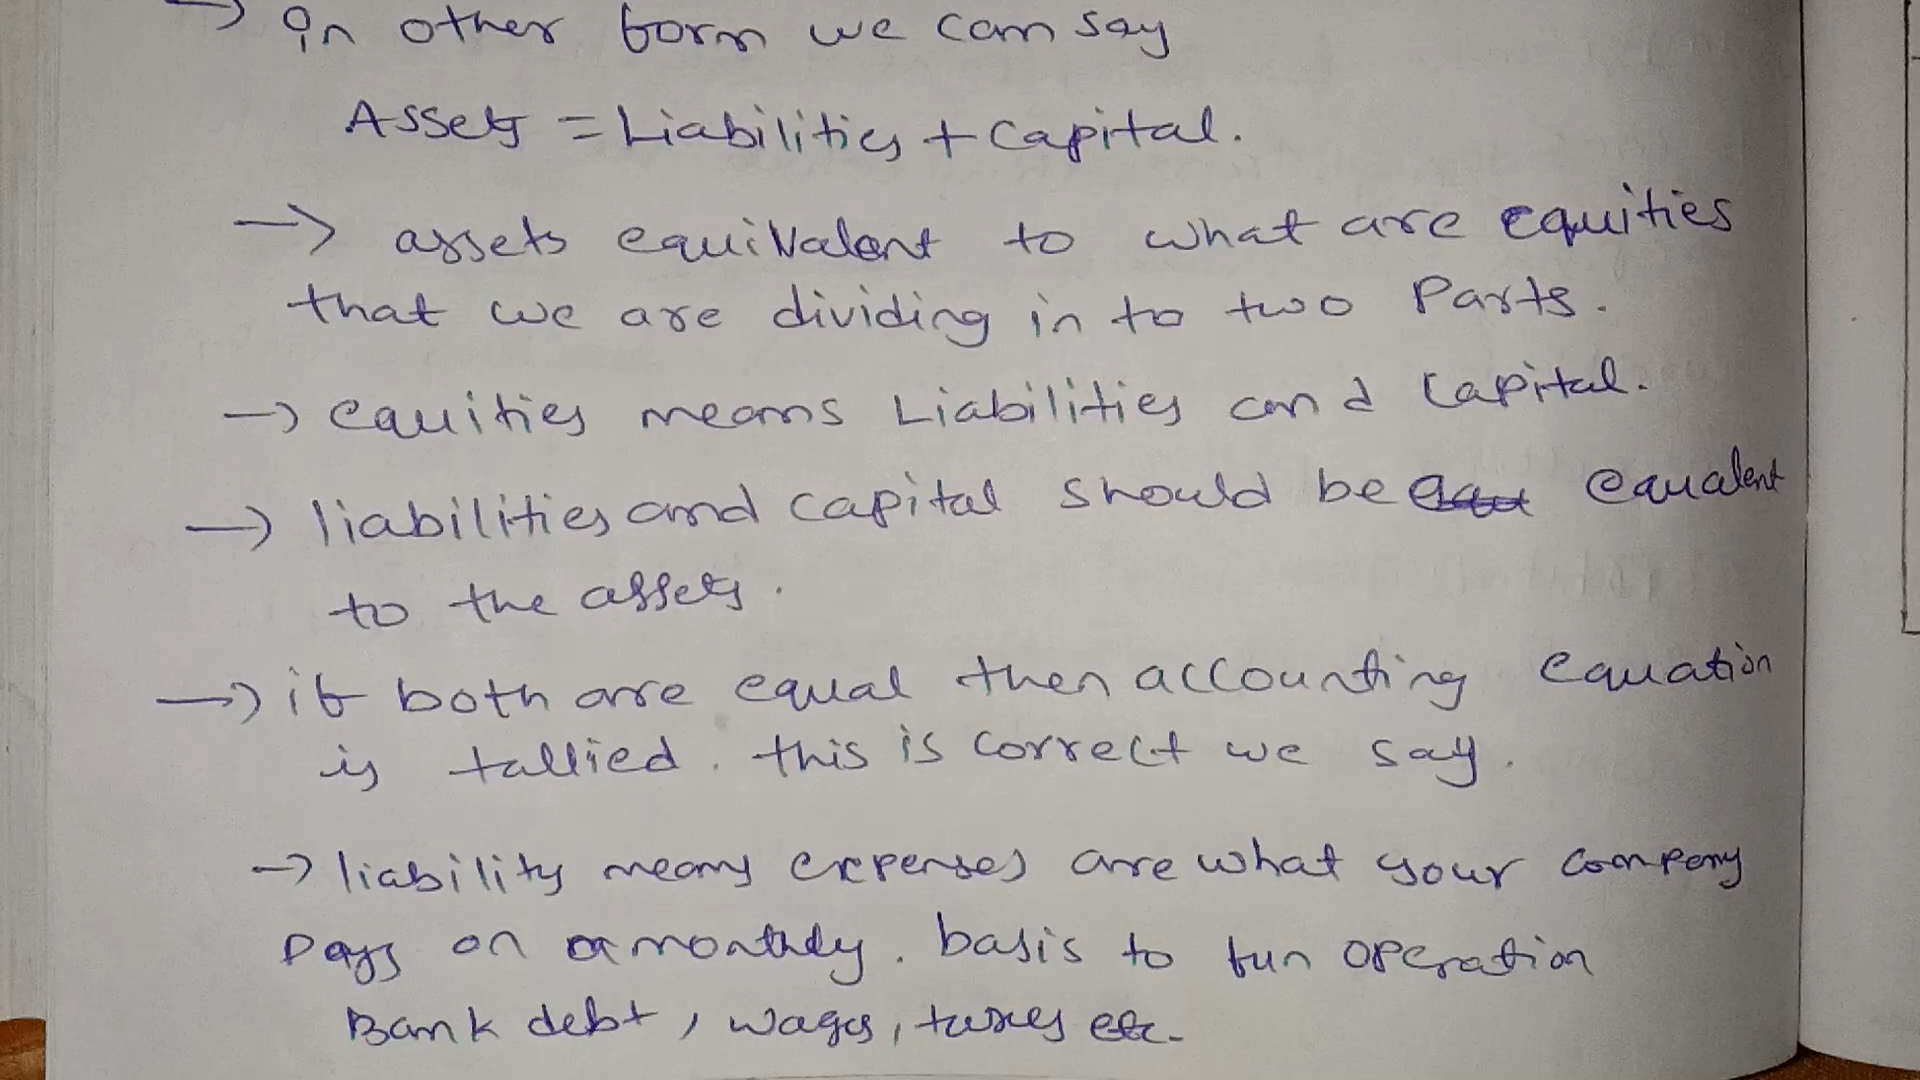 → In other form we can say
Assets = Liabilities + Capital.
→ assets equivalent to what are equities
that we are dividing in to two Parts.
→ equities means Liabilities and Capital.
→ liabilities and capital should be equalent
to the assets.
→ if both are equal then accounting equation
is tallied. this is correct we say.
→ liability means expenses are what your company
pays on a monthly. basis to fun operation
Bank debt, wages, taxes etc.